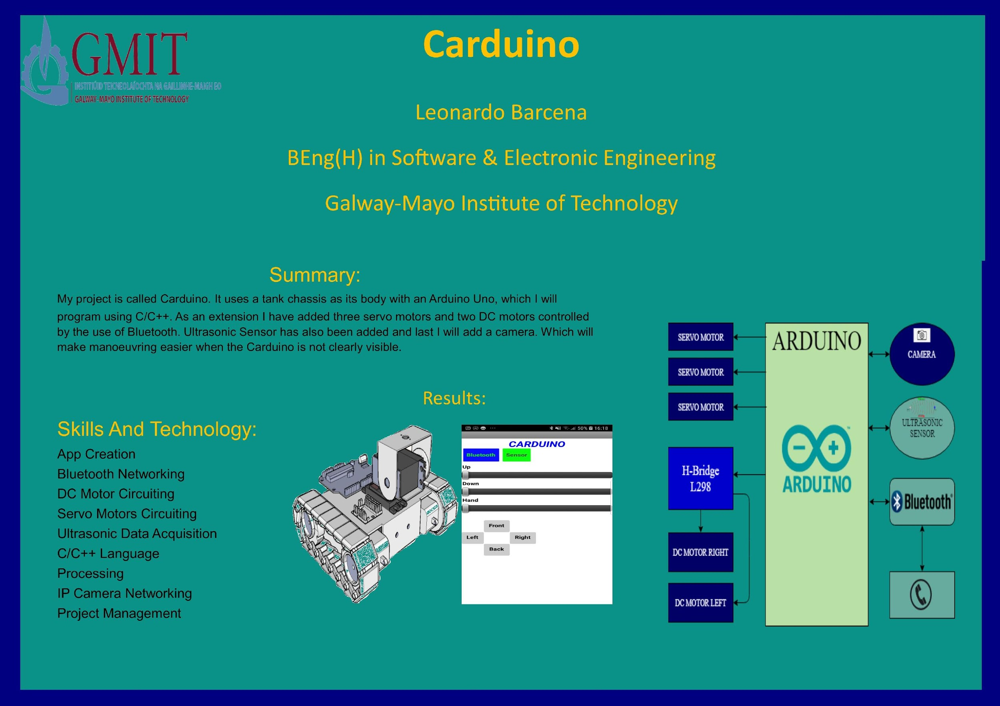 GMIT
INSTITIÚID TEICNEOLAÍOCHTA NA GAILLIMHE-MAIGH EO
GALWAY-MAYO INSTITUTE OF TECHNOLOGY
Carduino
Leonardo Barcena
BEng(H) in Software & Electronic Engineering
Galway-Mayo Institute of Technology
Summary:
My project is called Carduino. It uses a tank chassis as its body with an Arduino Uno, which I will
program using C/C++. As an extension I have added three servo motors and two DC motors controlled
by the use of Bluetooth. Ultrasonic Sensor has also been added and last I will add a camera. Which will
make manoeuvring easier when the Carduino is not clearly visible.
Skills And Technology:
App Creation
Bluetooth Networking
DC Motor Circuiting
Servo Motors Circuiting
Ultrasonic Data Acquisition
C/C++ Language
Processing
IP Camera Networking
Project Management
Results:
50% 16:18
CARDUINO
Bluetooth Sensor
Up
Down
Hand
Front
Left Right
Back
SERVO MOTOR
SERVO MOTOR
SERVO MOTOR
H-Bridge
L298
DC MOTOR RIGHT
DC MOTOR LEFT
ARDUINO
ARDUINO
CAMERA
ULTRASONIC
SENSOR
Bluetooth